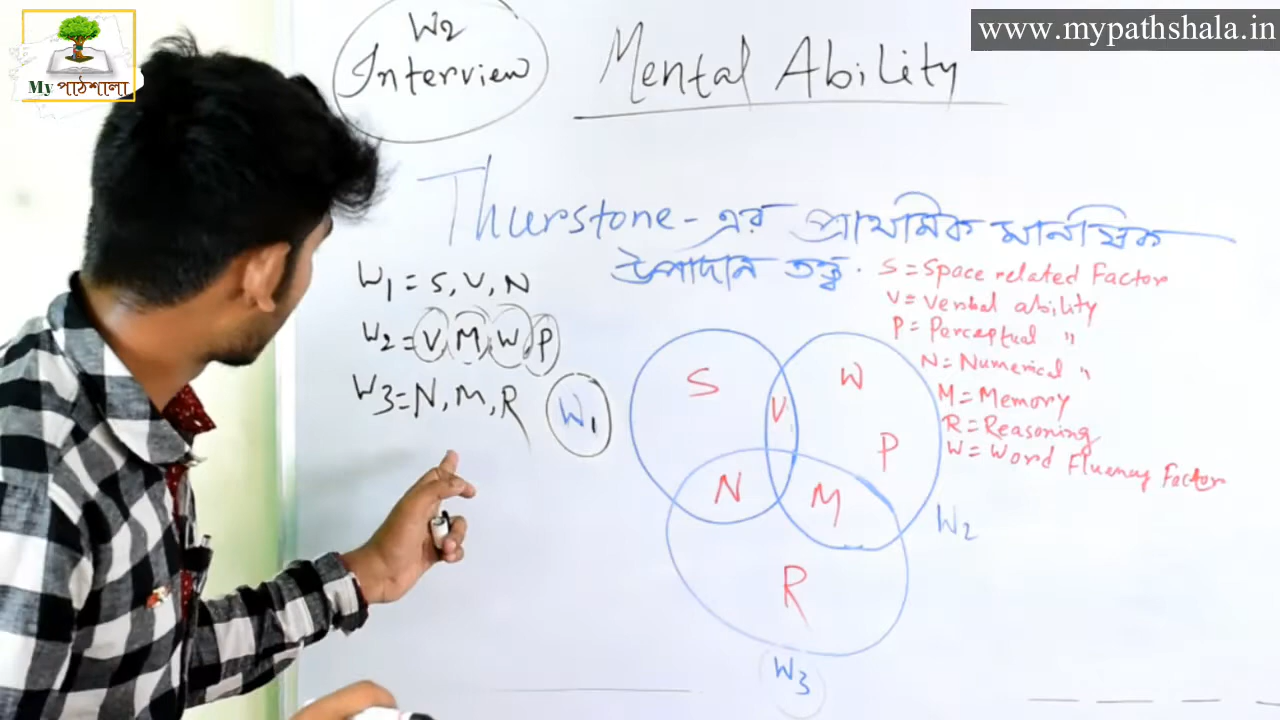 My পাঠশালা
www.mypathshala.in
W2
Interview
Mental Ability
Thurstone-এর প্রাথমিক মানসিক
উপাদান তত্ত্ব.
W1 = S, V, N
W2 = V, M, W, P
W3 = N, M, R
W1
S = Space related Factor
V = Verbal ability
P = Perceptual "
N = Numerical "
M = Memory
R = Reasoning
W = Word Fluency Factor
S
V
W
P
N
M
R
W2
W3